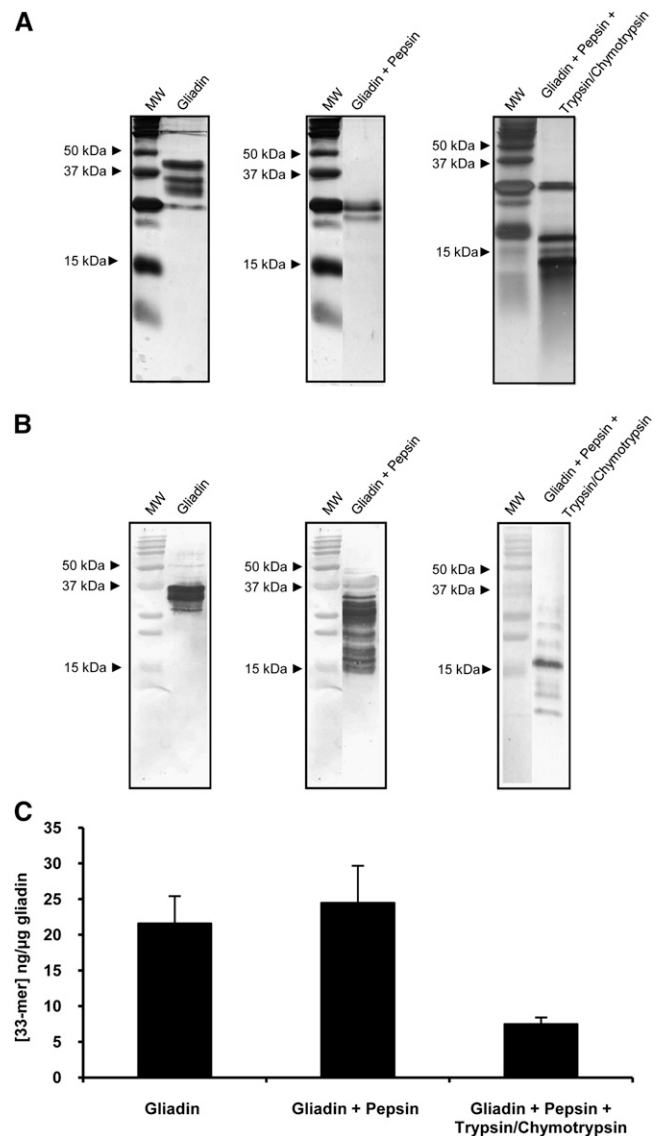 A
MW
Gliadin
50 kDa
37 kDa
15 kDa
MW
Gliadin + Pepsin
50 kDa
37 kDa
15 kDa
MW
Gliadin + Pepsin +
Trypsin/Chymotrypsin
50 kDa
37 kDa
15 kDa
B
MW
Gliadin
50 kDa
37 kDa
15 kDa
MW
Gliadin + Pepsin
50 kDa
37 kDa
15 kDa
MW
Gliadin + Pepsin +
Trypsin/Chymotrypsin
50 kDa
37 kDa
15 kDa
C
[33-mer] ng/µg gliadin
35
30
25
20
15
10
5
0
Gliadin
Gliadin + Pepsin
Gliadin + Pepsin +
Trypsin/Chymotrypsin